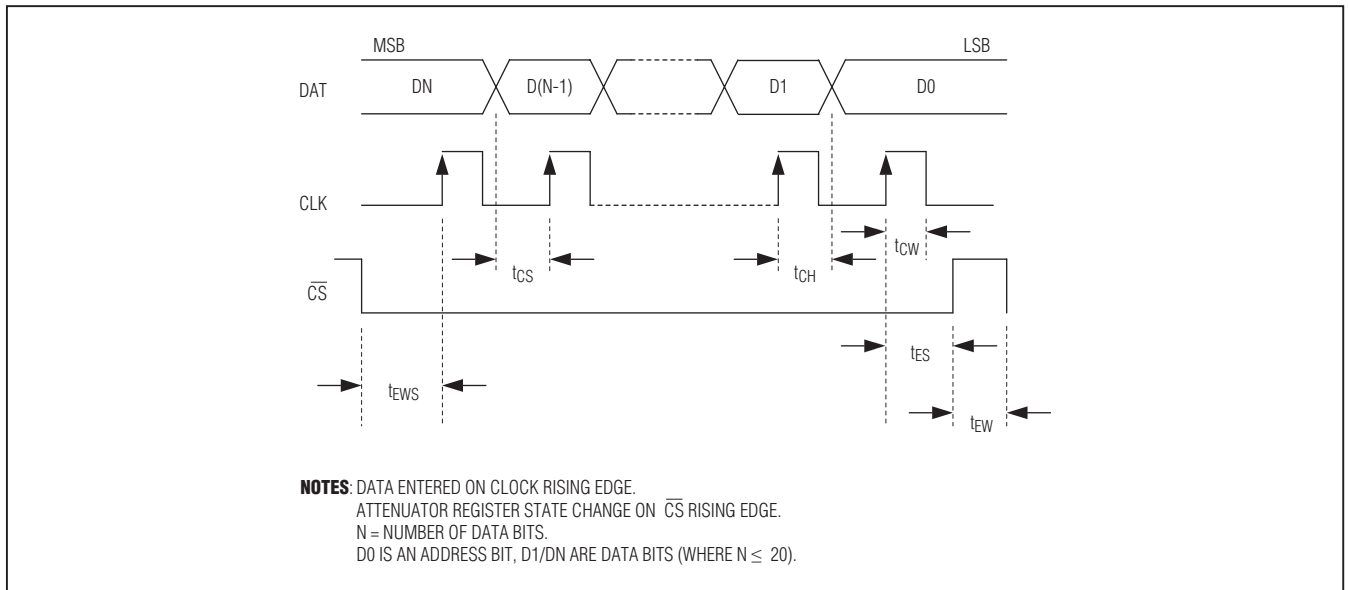 MSB LSB
DAT DN D(N-1) D1 D0
CLK
tCW
tCS tCH
CS
tES
tEWS
tEW
NOTES: DATA ENTERED ON CLOCK RISING EDGE.
ATTENUATOR REGISTER STATE CHANGE ON C̅S̅ RISING EDGE.
N = NUMBER OF DATA BITS.
D0 IS AN ADDRESS BIT, D1/DN ARE DATA BITS (WHERE N ≤ 20).